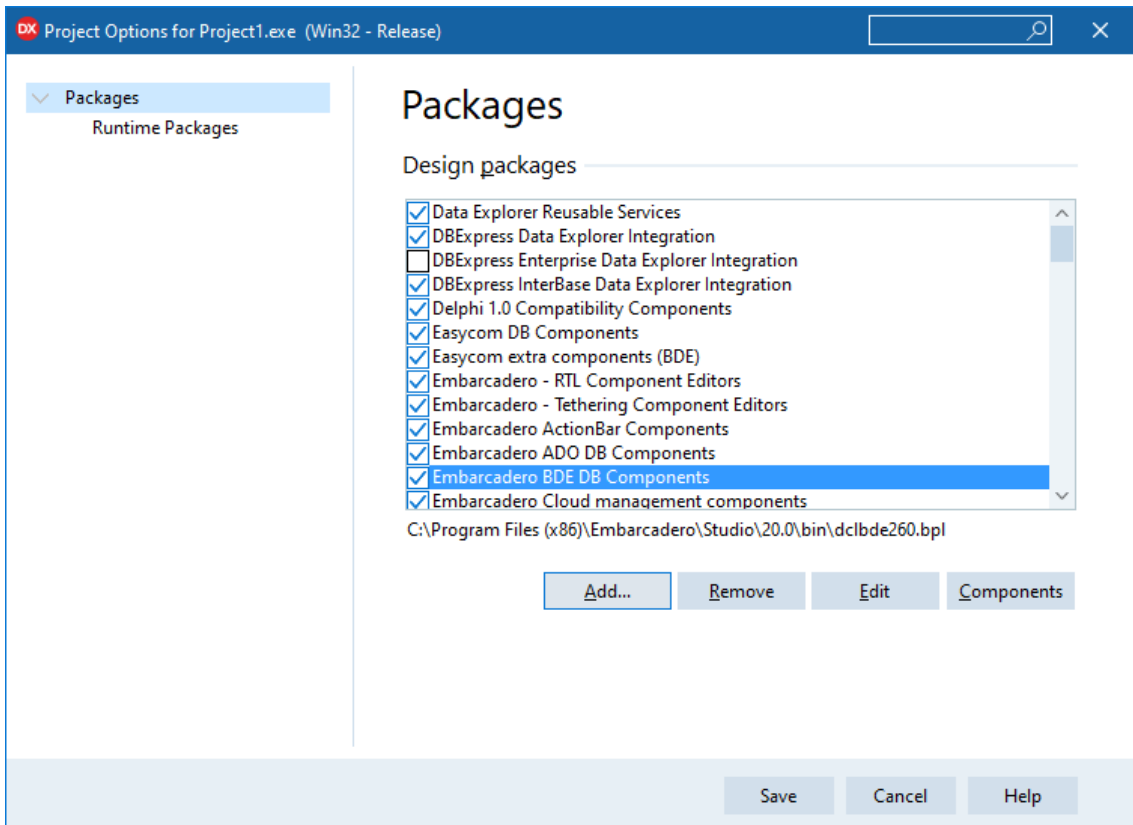 DX Project Options for Project1.exe (Win32 - Release)
Packages
Runtime Packages
Packages
Design packages
Data Explorer Reusable Services
DBExpress Data Explorer Integration
DBExpress Enterprise Data Explorer Integration
DBExpress InterBase Data Explorer Integration
Delphi 1.0 Compatibility Components
Easycom DB Components
Easycom extra components (BDE)
Embarcadero - RTL Component Editors
Embarcadero - Tethering Component Editors
Embarcadero ActionBar Components
Embarcadero ADO DB Components
Embarcadero BDE DB Components
Embarcadero Cloud management components
C:\Program Files (x86)\Embarcadero\Studio\20.0\bin\dclbde260.bpl
Add... Remove Edit Components
Save Cancel Help